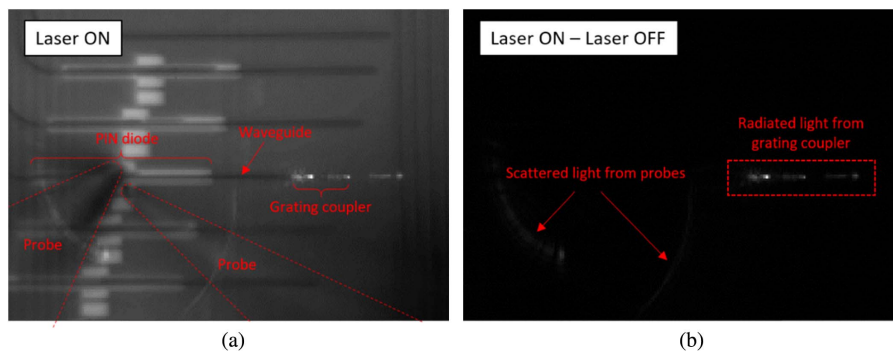 Laser ON
PIN diode
Waveguide
Grating coupler
Probe
Probe
(a)
Laser ON – Laser OFF
Radiated light from
grating coupler
Scattered light from probes
(b)